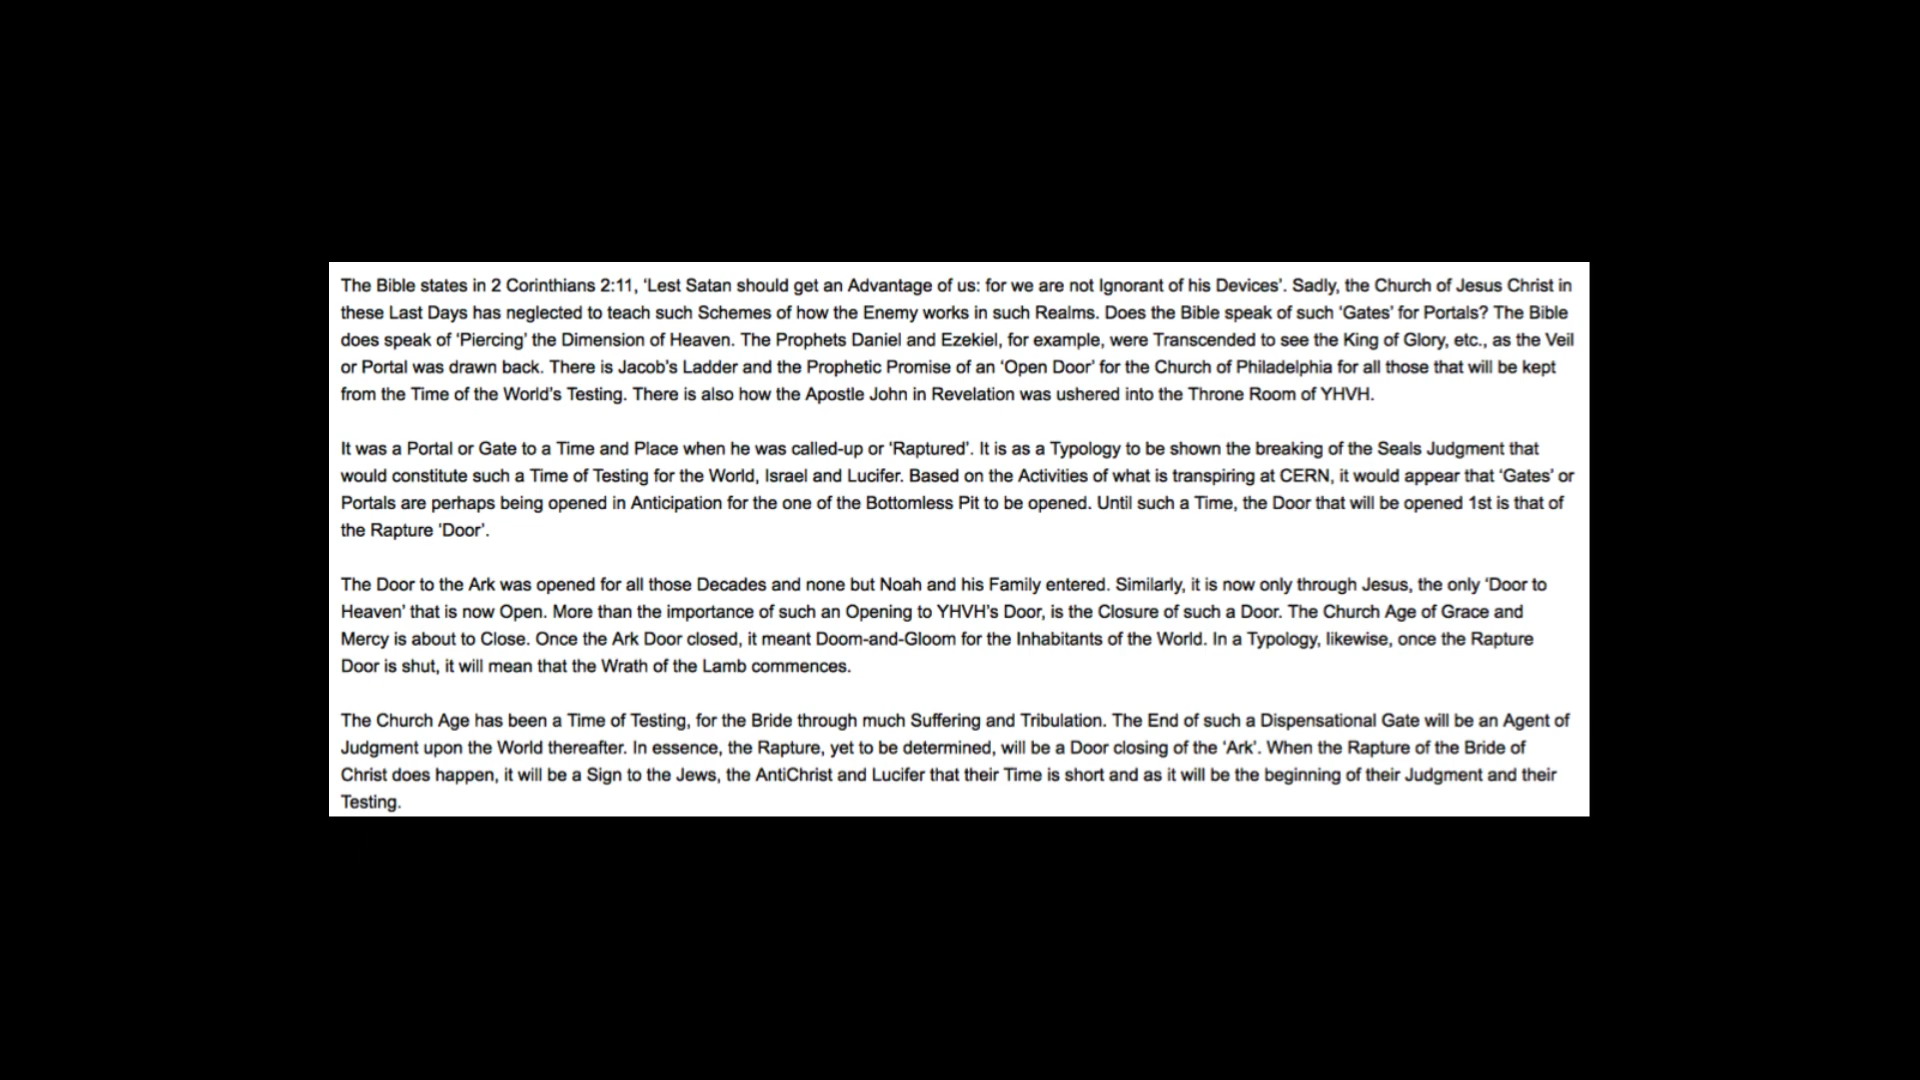 The Bible states in 2 Corinthians 2:11, 'Lest Satan should get an Advantage of us: for we are not Ignorant of his Devices'. Sadly, the Church of Jesus Christ in
these Last Days has neglected to teach such Schemes of how the Enemy works in such Realms. Does the Bible speak of such 'Gates' for Portals? The Bible
does speak of 'Piercing' the Dimension of Heaven. The Prophets Daniel and Ezekiel, for example, were Transcended to see the King of Glory, etc., as the Veil
or Portal was drawn back. There is Jacob's Ladder and the Prophetic Promise of an 'Open Door' for the Church of Philadelphia for all those that will be kept
from the Time of the World's Testing. There is also how the Apostle John in Revelation was ushered into the Throne Room of YHVH.
It was a Portal or Gate to a Time and Place when he was called-up or 'Raptured'. It is as a Typology to be shown the breaking of the Seals Judgment that
would constitute such a Time of Testing for the World, Israel and Lucifer. Based on the Activities of what is transpiring at CERN, it would appear that 'Gates' or
Portals are perhaps being opened in Anticipation for the one of the Bottomless Pit to be opened. Until such a Time, the Door that will be opened 1st is that of
the Rapture 'Door'.
The Door to the Ark was opened for all those Decades and none but Noah and his Family entered. Similarly, it is now only through Jesus, the only 'Door to
Heaven' that is now Open. More than the importance of such an Opening to YHVH's Door, is the Closure of such a Door. The Church Age of Grace and
Mercy is about to Close. Once the Ark Door closed, it meant Doom-and-Gloom for the Inhabitants of the World. In a Typology, likewise, once the Rapture
Door is shut, it will mean that the Wrath of the Lamb commences.
The Church Age has been a Time of Testing, for the Bride through much Suffering and Tribulation. The End of such a Dispensational Gate will be an Agent of
Judgment upon the World thereafter. In essence, the Rapture, yet to be determined, will be a Door closing of the 'Ark'. When the Rapture of the Bride of
Christ does happen, it will be a Sign to the Jews, the AntiChrist and Lucifer that their Time is short and as it will be the beginning of their Judgment and their
Testing.